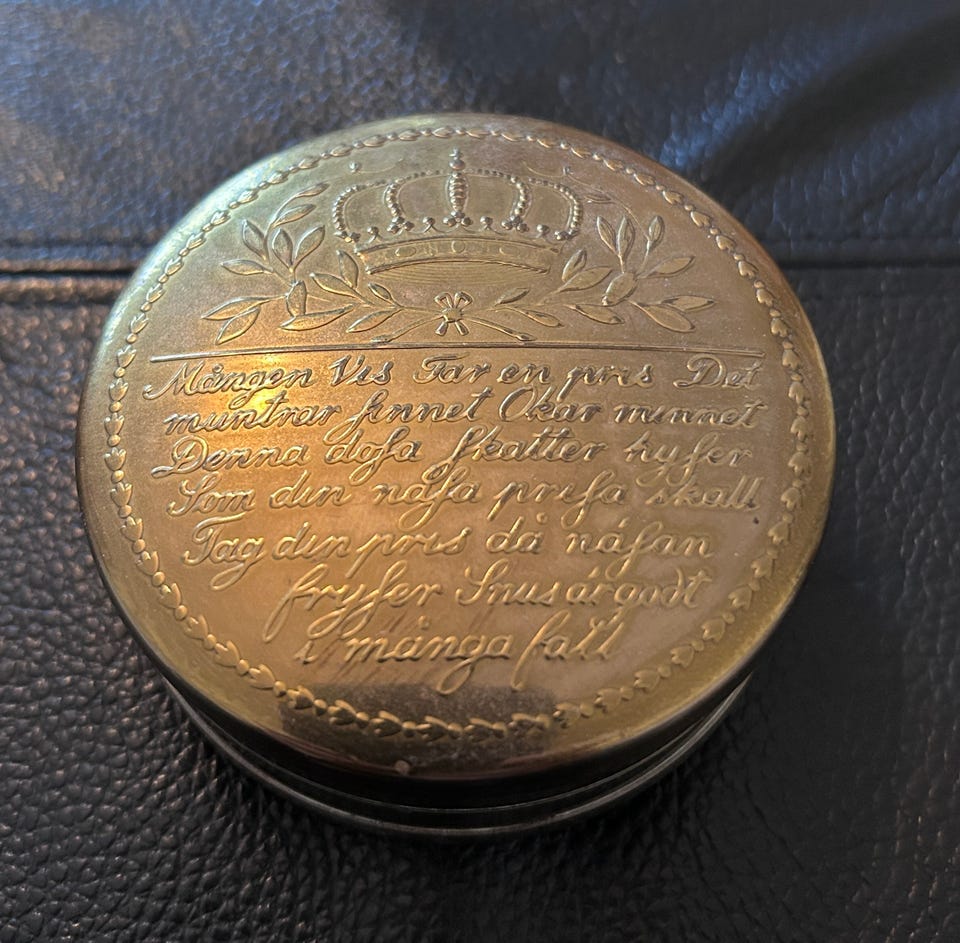 Mången Vis Tar en pris Det
muntrar sinnet Ökar minnet
Denna dosa Skatter hyser
Som din näsa prisa skall
Tag din pris då näsan
fryser Snus är godt
i många fall